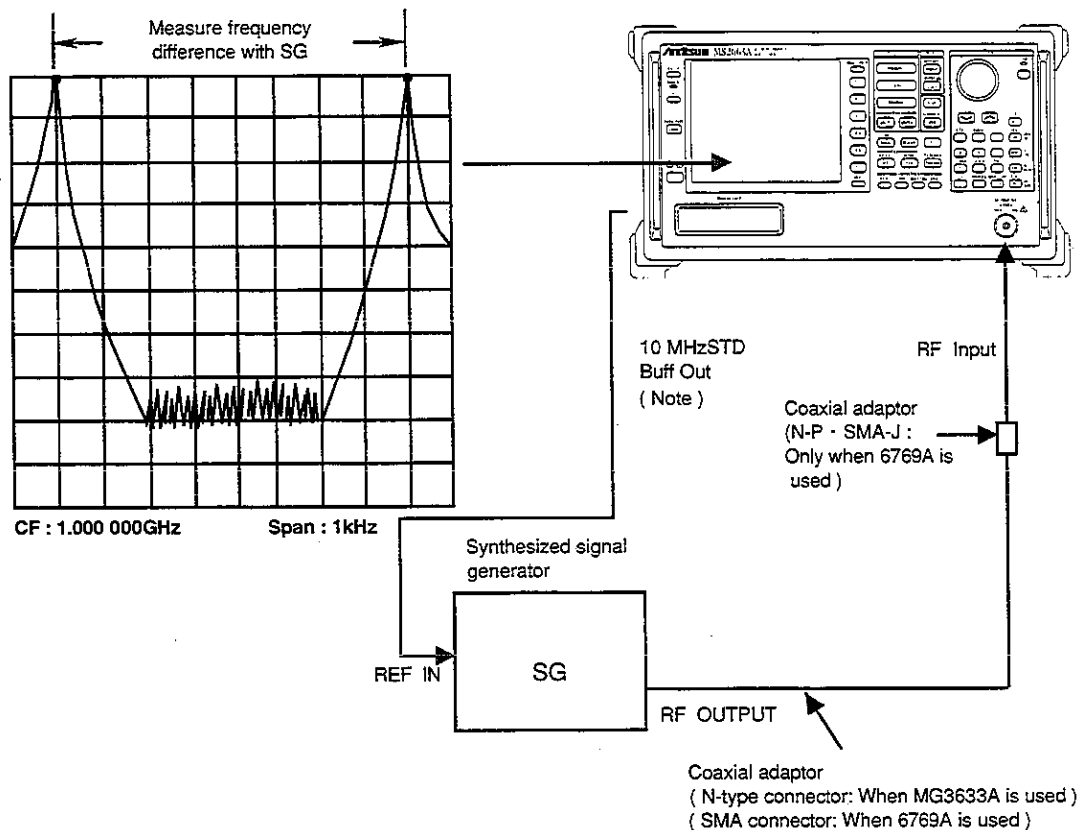 Measure frequency
difference with SG
Anritsu MS2663A
10 MHzSTD
Buff Out
( Note )
RF Input
Coaxial adaptor
(N-P · SMA-J :
Only when 6769A is
used )
CF : 1.000 000GHz
Span : 1kHz
Synthesized signal
generator
REF IN
SG
RF OUTPUT
Coaxial adaptor
( N-type connector: When MG3633A is used )
( SMA connector: When 6769A is used )